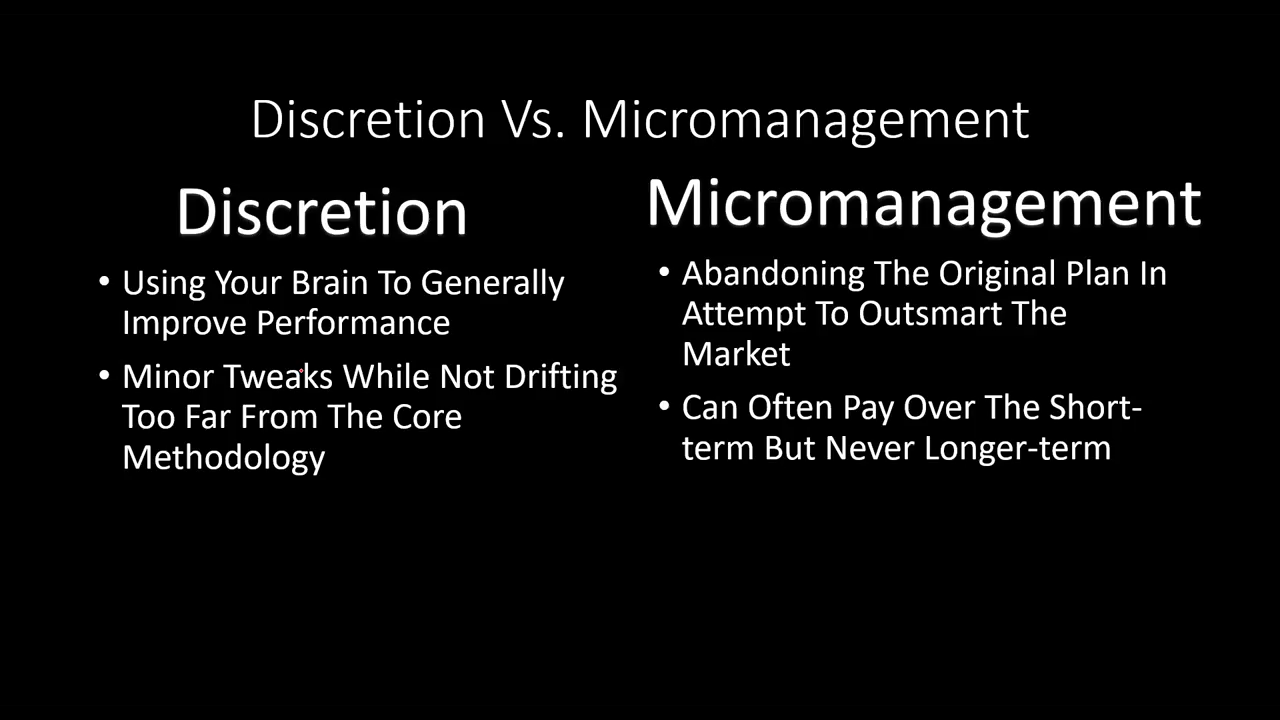 Discretion Vs. Micromanagement
Discretion
• Using Your Brain To Generally
Improve Performance
• Minor Tweaks While Not Drifting
Too Far From The Core
Methodology
Micromanagement
• Abandoning The Original Plan In
Attempt To Outsmart The
Market
• Can Often Pay Over The Short-
term But Never Longer-term